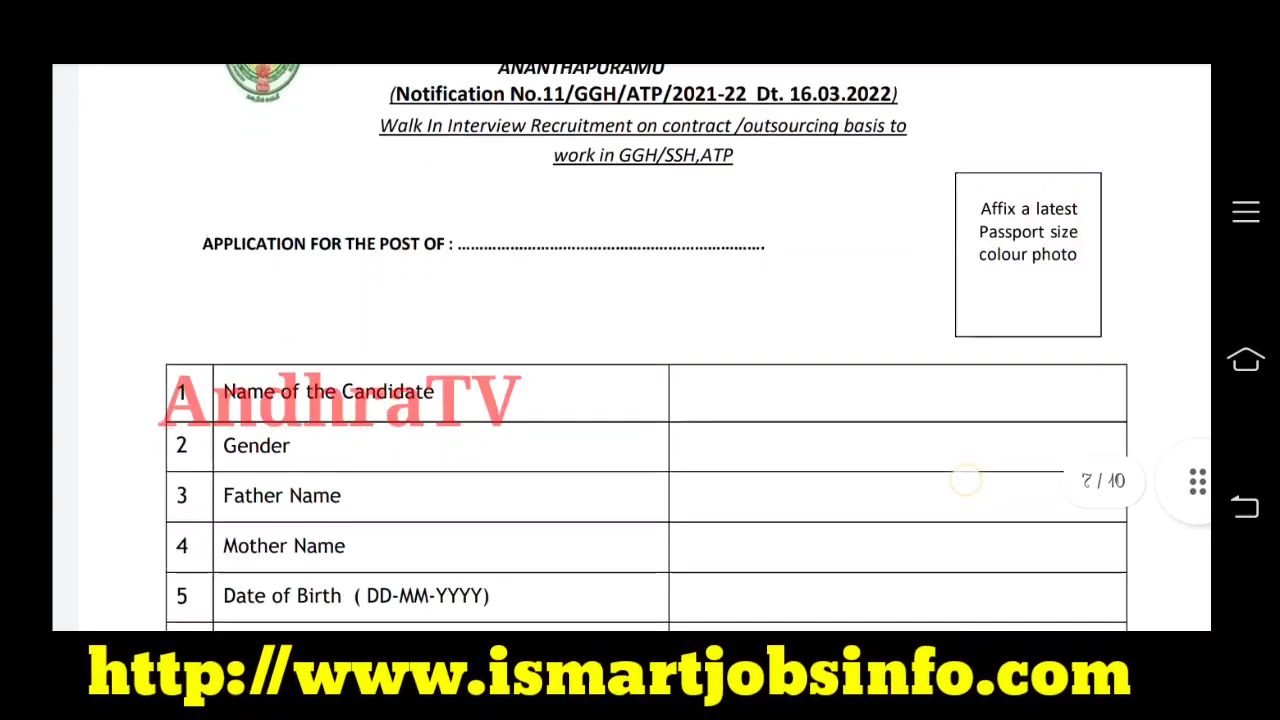 ANANTHAPURAMU
(Notification No.11/GGH/ATP/2021-22 Dt. 16.03.2022)
Walk In Interview Recruitment on contract /outsourcing basis to
work in GGH/SSH,ATP
Affix a latest
Passport size
colour photo
APPLICATION FOR THE POST OF : ……………………………………………………………….
1 Name of the Candidate
AndhraTV
2 Gender
3 Father Name
7 / 10
4 Mother Name
5 Date of Birth ( DD-MM-YYYY)
http://www.ismartjobsinfo.com